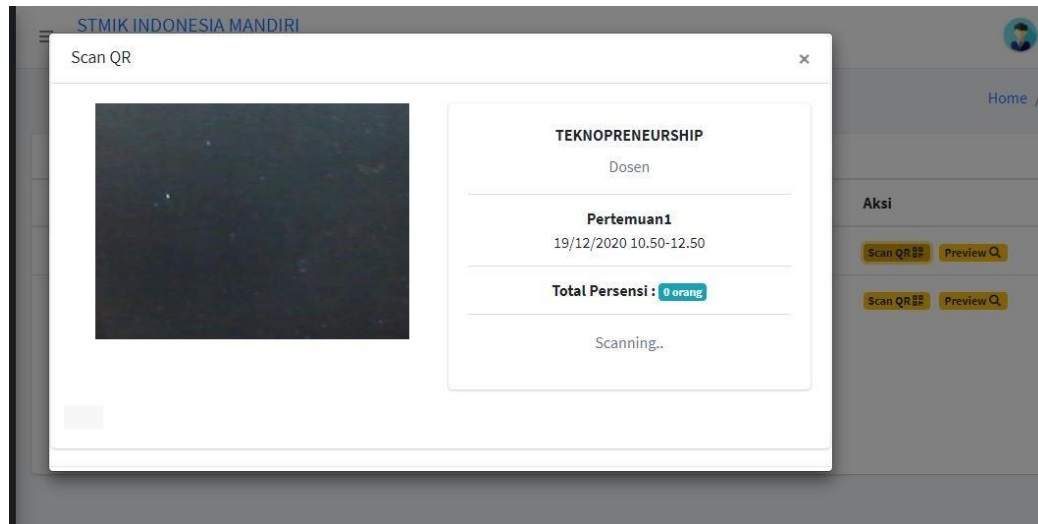 STMIK INDONESIA MANDIRI
Scan QR
×
Home /
TEKNOPRENEURSHIP
Dosen
Pertemuan1
19/12/2020 10.50-12.50
Total Persensi : 0 orang
Scanning..
Aksi
Scan QR Preview
Scan QR Preview